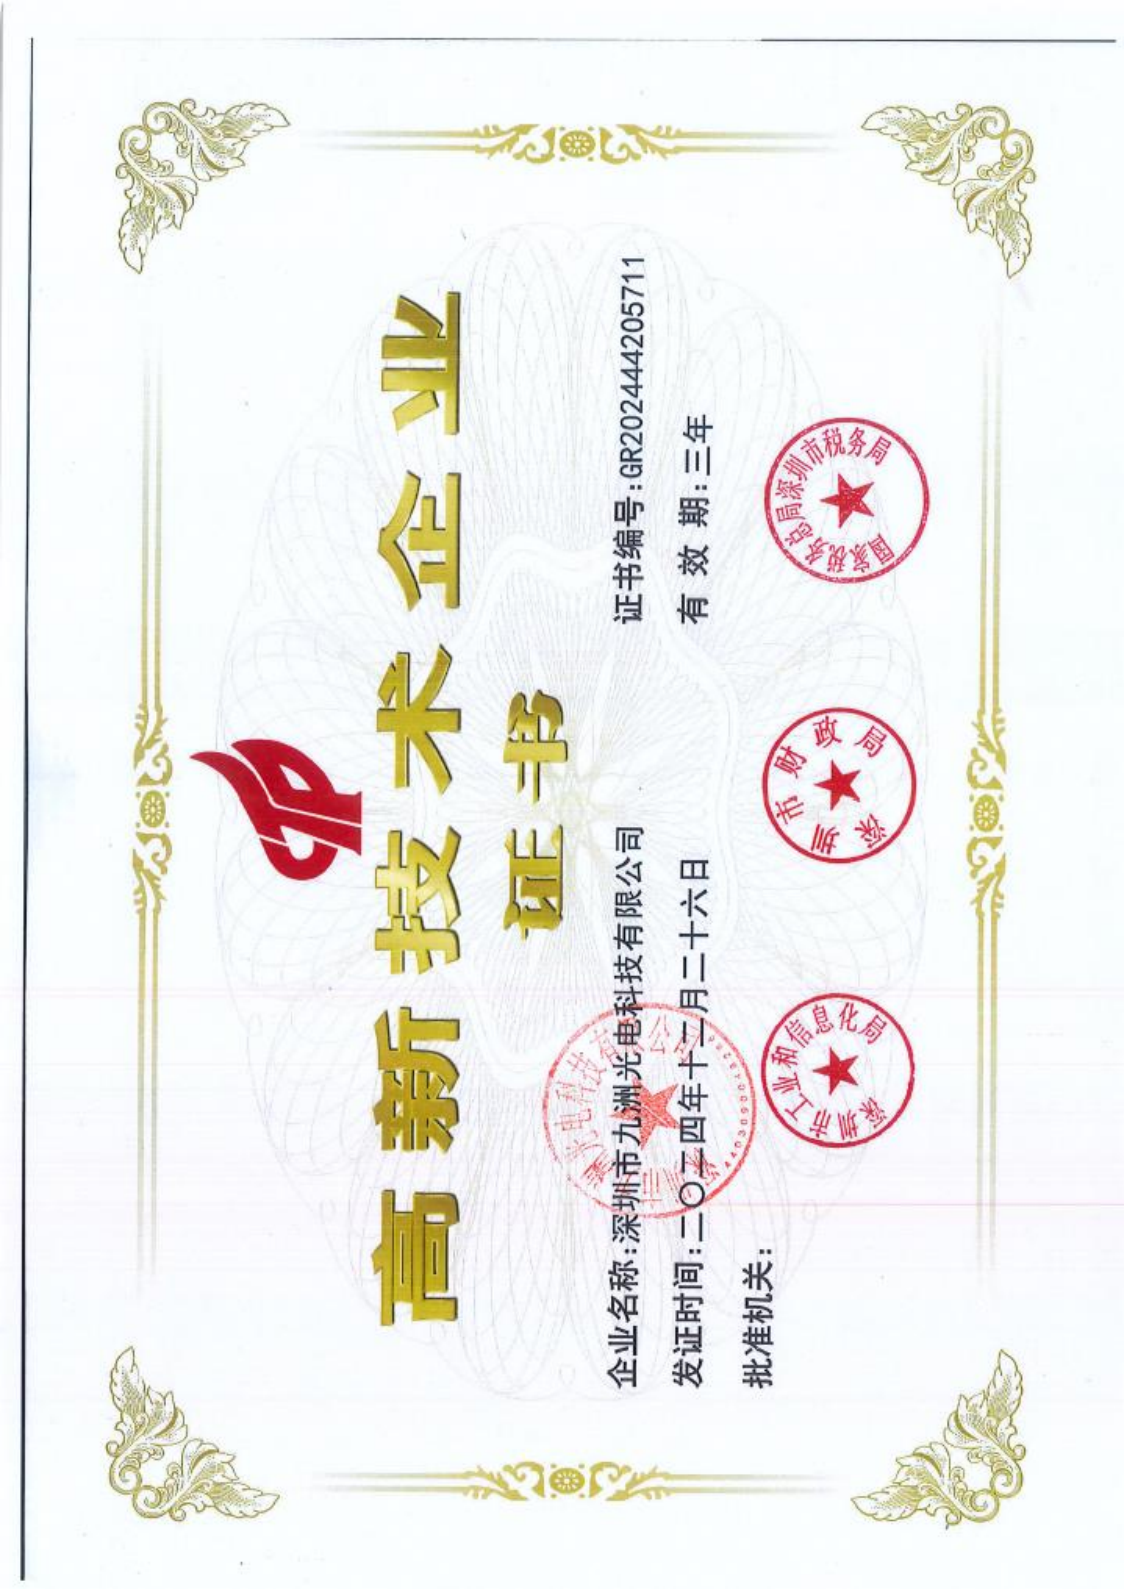 高新技术企业
证书
企业名称:深圳市九洲光电科技有限公司
证书编号:GR202444205711
发证时间:二〇二四年十二月二十六日
有效期:三年
批准机关:
深圳市工业和信息化局
深圳市财政局
国家税务总局深圳市税务局